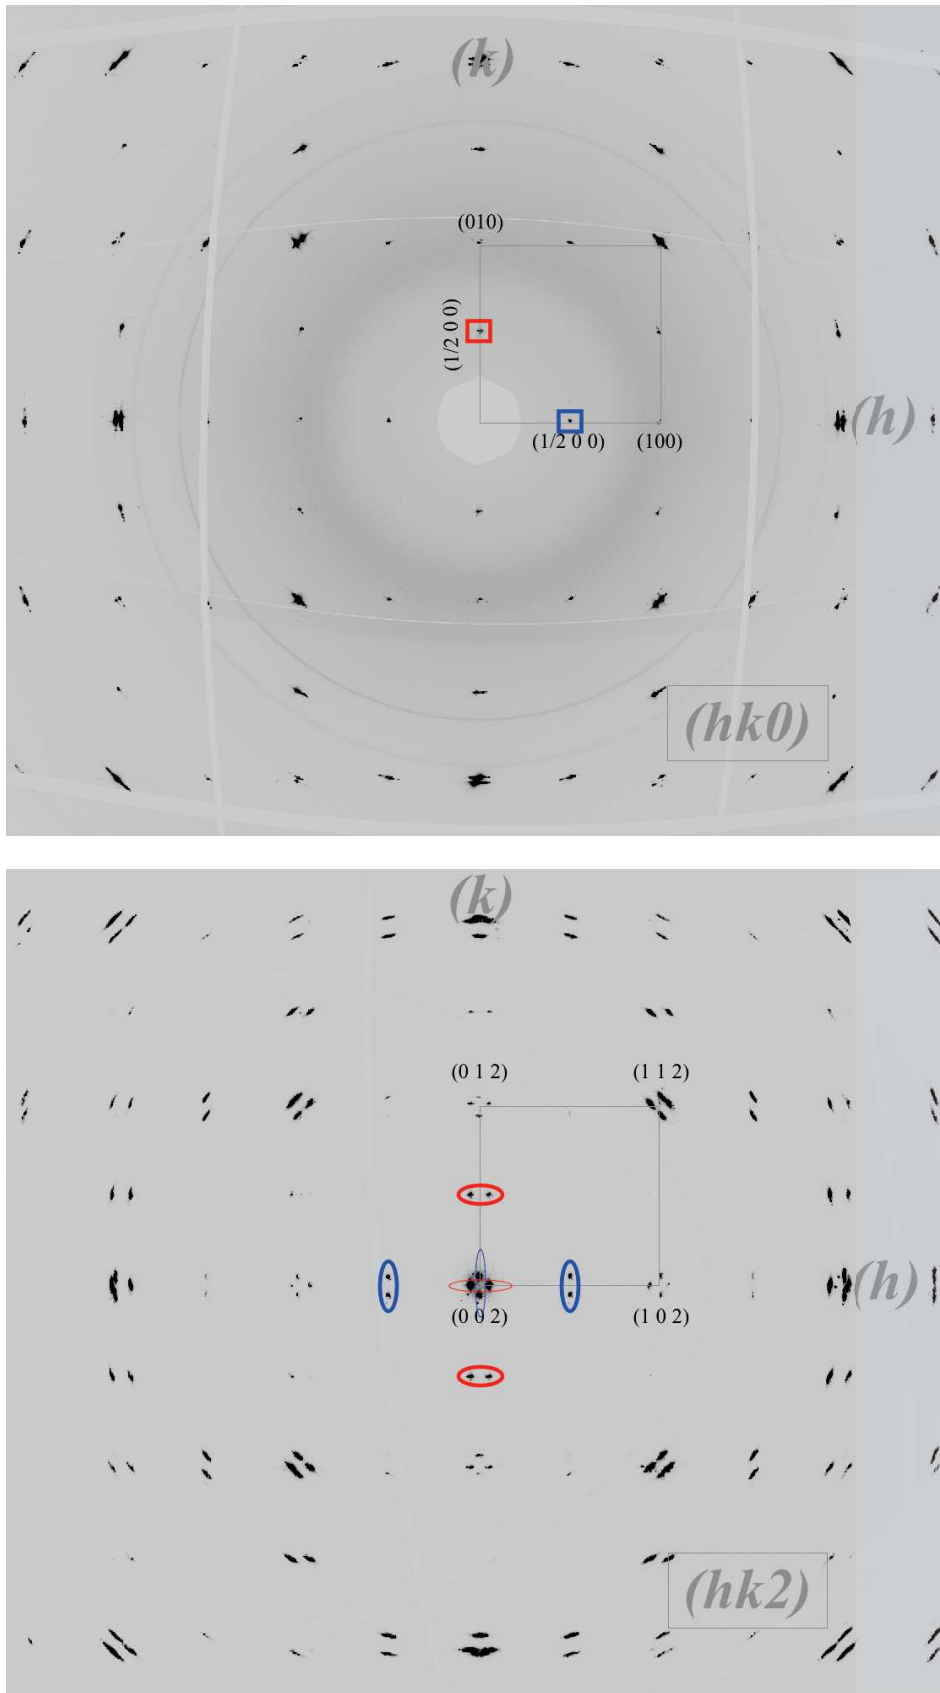 (k)
(010)
(1/2 0 0)
(h)
(1/2 0 0)
(100)
(hk0)
(k)
(0 1 2)
(1 1 2)
(h)
(0 0 2)
(1 0 2)
(hk2)